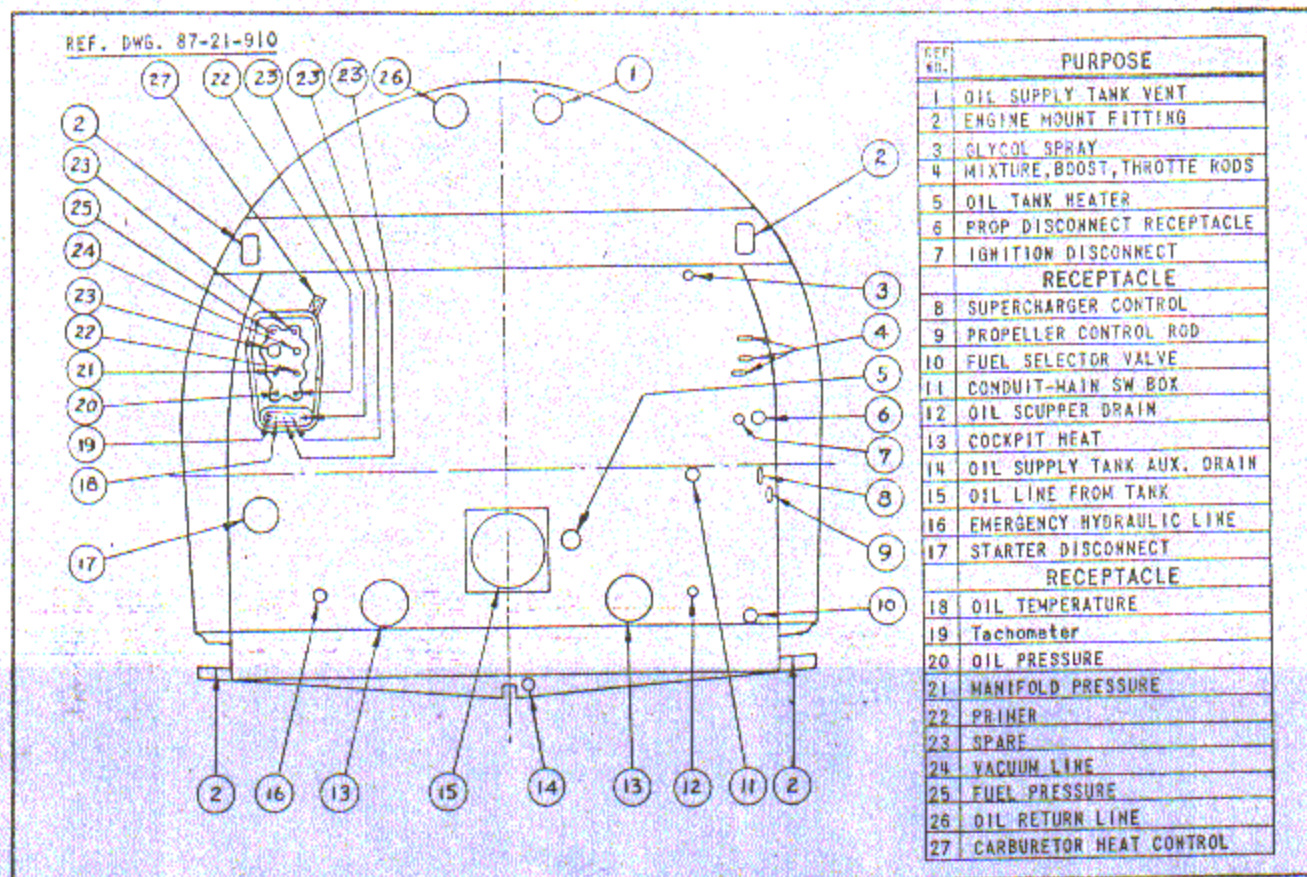 REF. DWG. 87-21-910
27 22 23 23 23 26 1
2
23
25
24
23
22
21
20
19
18
17
2
3
4
5
6
7
8
9
10
2 16 13 15 14 13 12 11 2
REF. NO. PURPOSE
1 OIL SUPPLY TANK VENT
2 ENGINE MOUNT FITTING
3 GLYCOL SPRAY
4 MIXTURE, BOOST, THROTTE RODS
5 OIL TANK HEATER
6 PROP DISCONNECT RECEPTACLE
7 IGNITION DISCONNECT
RECEPTACLE
8 SUPERCHARGER CONTROL
9 PROPELLER CONTROL ROD
10 FUEL SELECTOR VALVE
11 CONDUIT-MAIN SW BOX
12 OIL SCUPPER DRAIN
13 COCKPIT HEAT
14 OIL SUPPLY TANK AUX. DRAIN
15 OIL LINE FROM TANK
16 EMERGENCY HYDRAULIC LINE
17 STARTER DISCONNECT
RECEPTACLE
18 OIL TEMPERATURE
19 Tachometer
20 OIL PRESSURE
21 MANIFOLD PRESSURE
22 PRIMER
23 SPARE
24 VACUUM LINE
25 FUEL PRESSURE
26 OIL RETURN LINE
27 CARBURETOR HEAT CONTROL